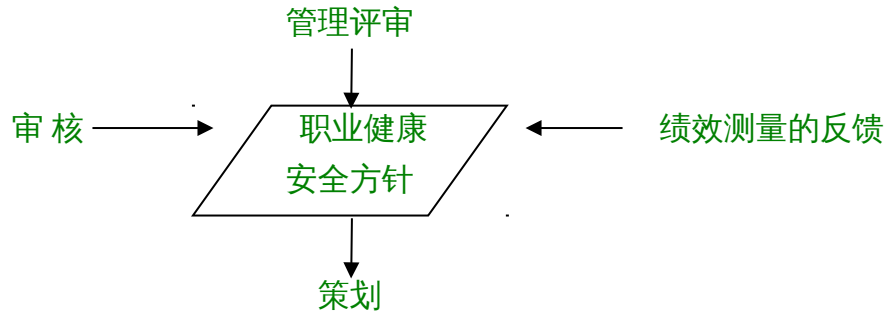 管理评审
审 核
职业健康
绩效测量的反馈
安全方针
策划